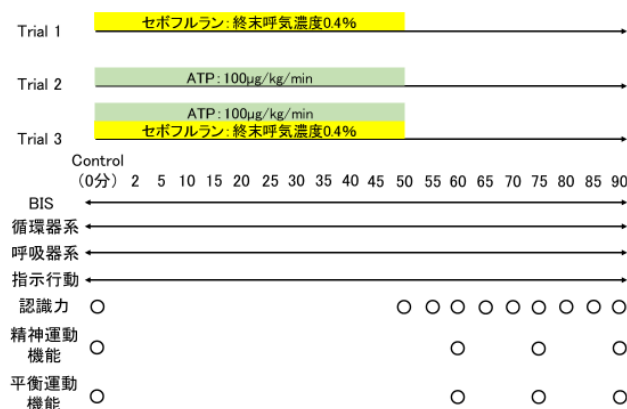 Trial 1
セボフルラン:終末呼気濃度0.4%
Trial 2
ATP:100μg/kg/min
Trial 3
ATP:100μg/kg/min
セボフルラン:終末呼気濃度0.4%
Control
(0分) 2 5 10 15 20 25 30 35 40 45 50 55 60 65 70 75 80 85 90
BIS
循環器系
呼吸器系
指示行動
認識力
精神運動
機能
平衡運動
機能